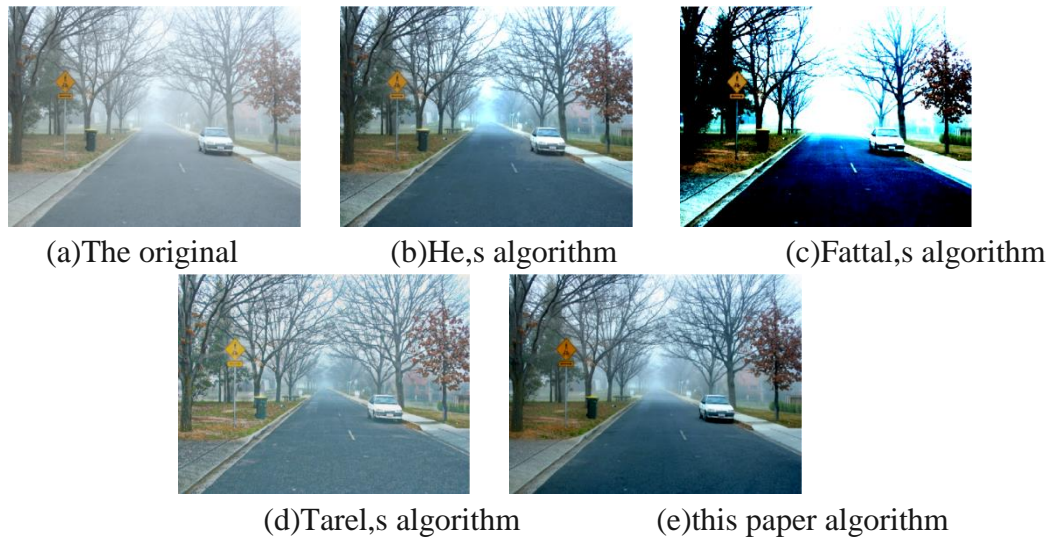 (a)The original
(b)He,s algorithm
(c)Fattal,s algorithm
(d)Tarel,s algorithm
(e)this paper algorithm